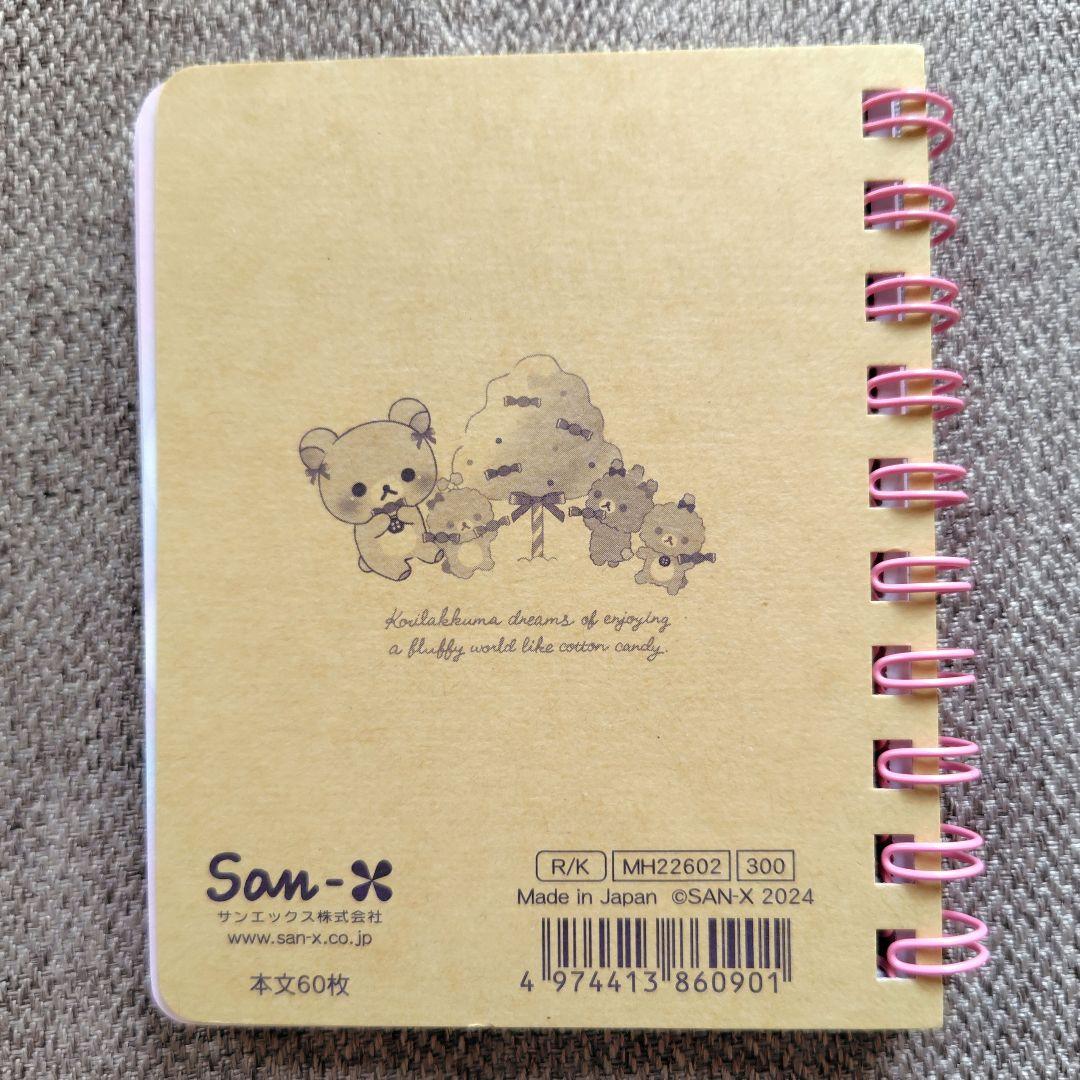 Korilakkuma dreams of enjoying
a fluffy world like cotton candy.
San-X
サンエックス株式会社
www.san-x.co.jp
本文60枚
R/K MH22602 300
Made in Japan ©SAN-X 2024
4 974413 860901